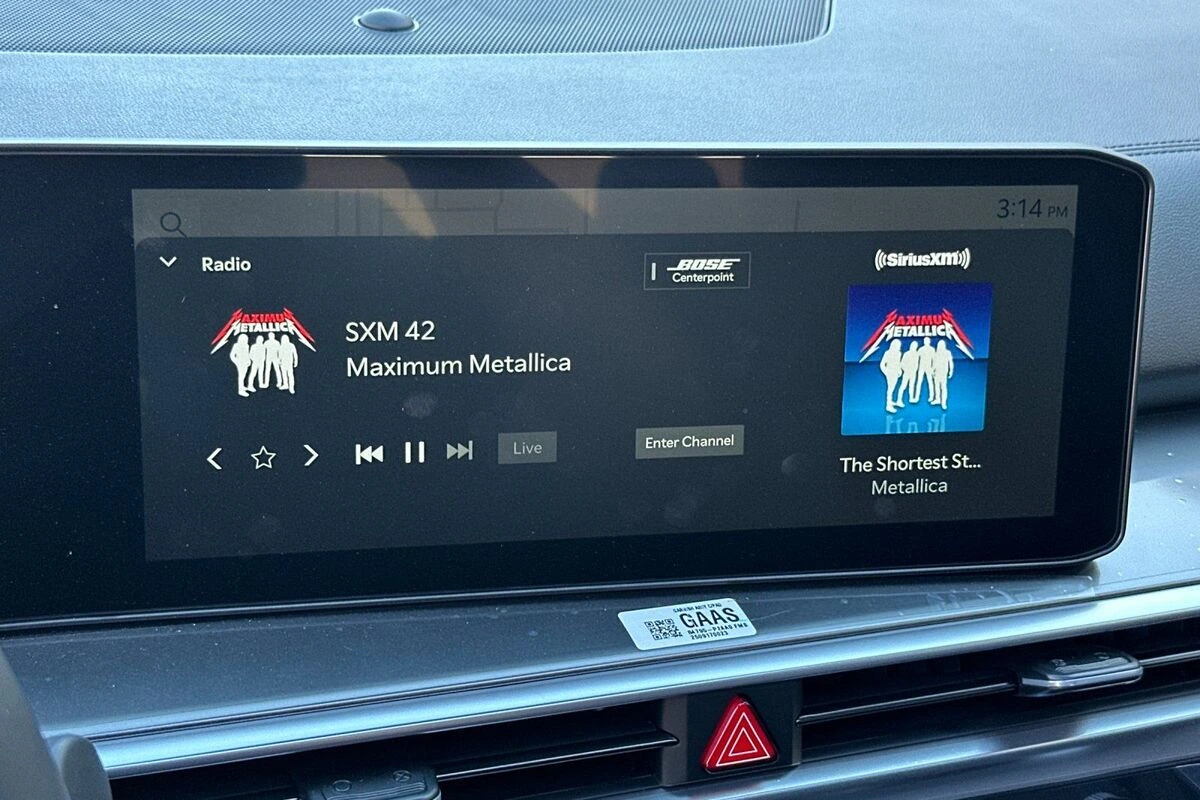 3:14 PM
Radio
BOSE
Centerpoint
((SiriusXM))
MAXIMUM
METALLICA
SXM 42
Maximum Metallica
MAXIMUM
METALLICA
Live
Enter Channel
The Shortest St...
Metallica
GAAS